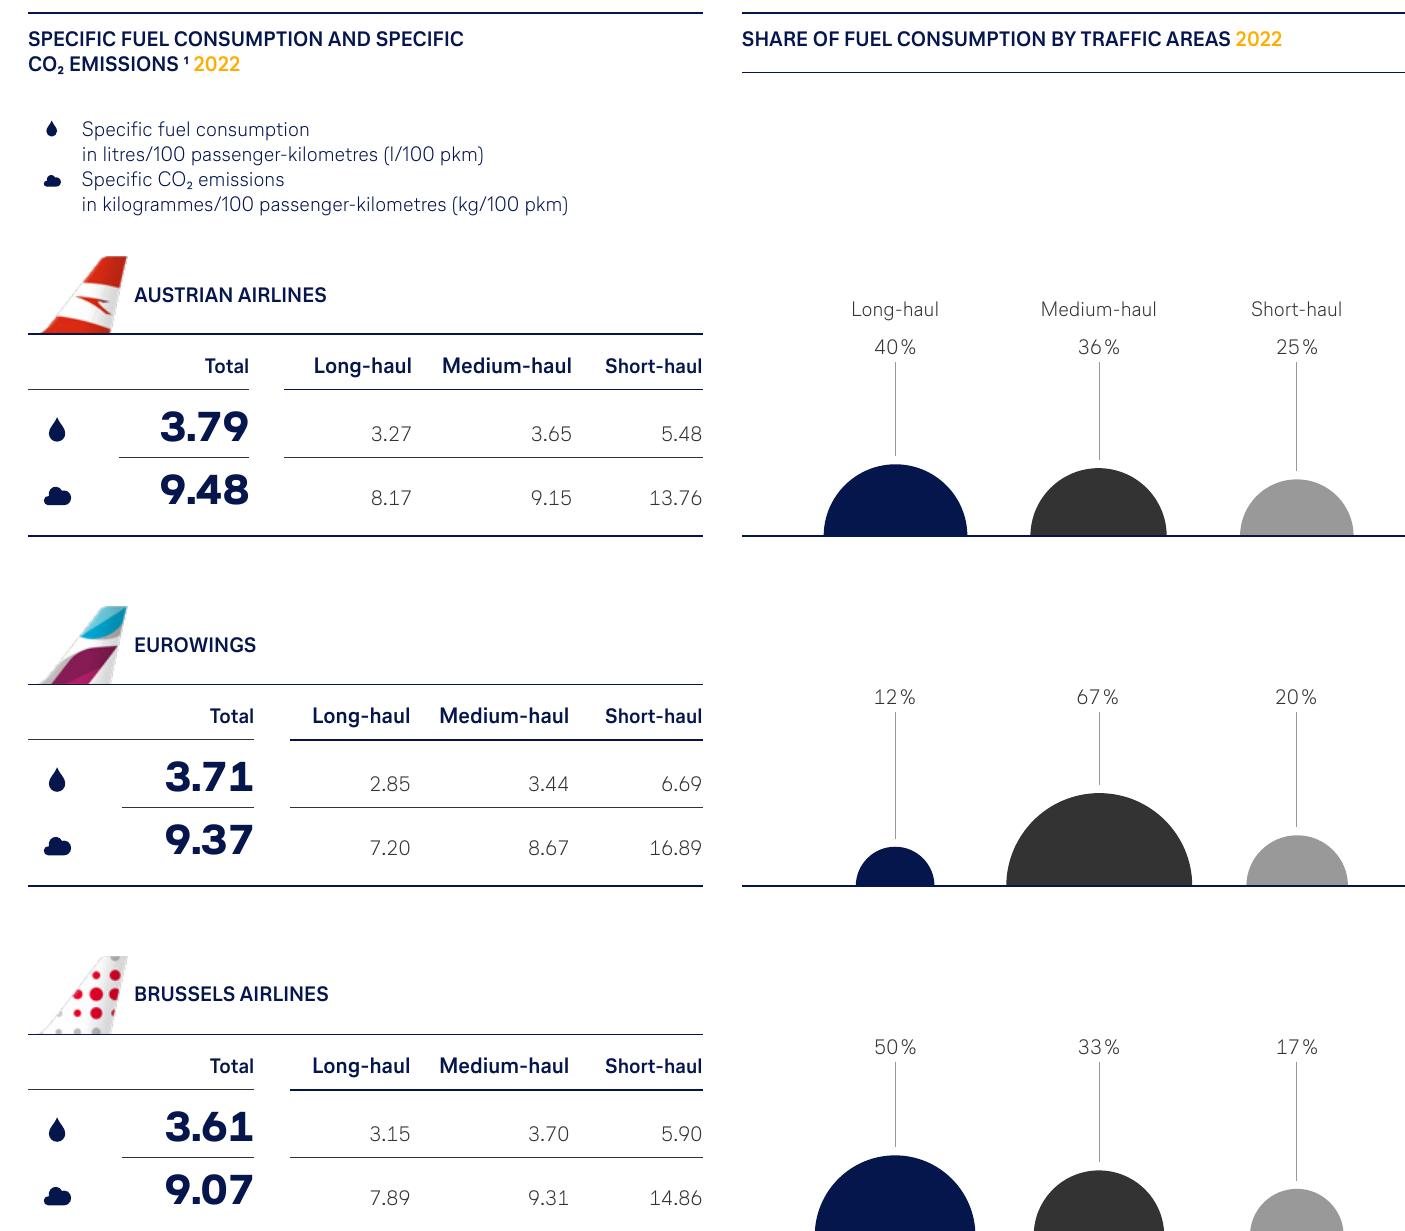 SPECIFIC FUEL CONSUMPTION AND SPECIFIC
CO₂ EMISSIONS ¹ 2022
Specific fuel consumption
in litres/100 passenger-kilometres (l/100 pkm)
Specific CO₂ emissions
in kilogrammes/100 passenger-kilometres (kg/100 pkm)
AUSTRIAN AIRLINES
Total Long-haul Medium-haul Short-haul
3.79 3.27 3.65 5.48
9.48 8.17 9.15 13.76
EUROWINGS
Total Long-haul Medium-haul Short-haul
3.71 2.85 3.44 6.69
9.37 7.20 8.67 16.89
BRUSSELS AIRLINES
Total Long-haul Medium-haul Short-haul
3.61 3.15 3.70 5.90
9.07 7.89 9.31 14.86
SHARE OF FUEL CONSUMPTION BY TRAFFIC AREAS 2022
Long-haul Medium-haul Short-haul
40% 36% 25%
12% 67% 20%
50% 33% 17%